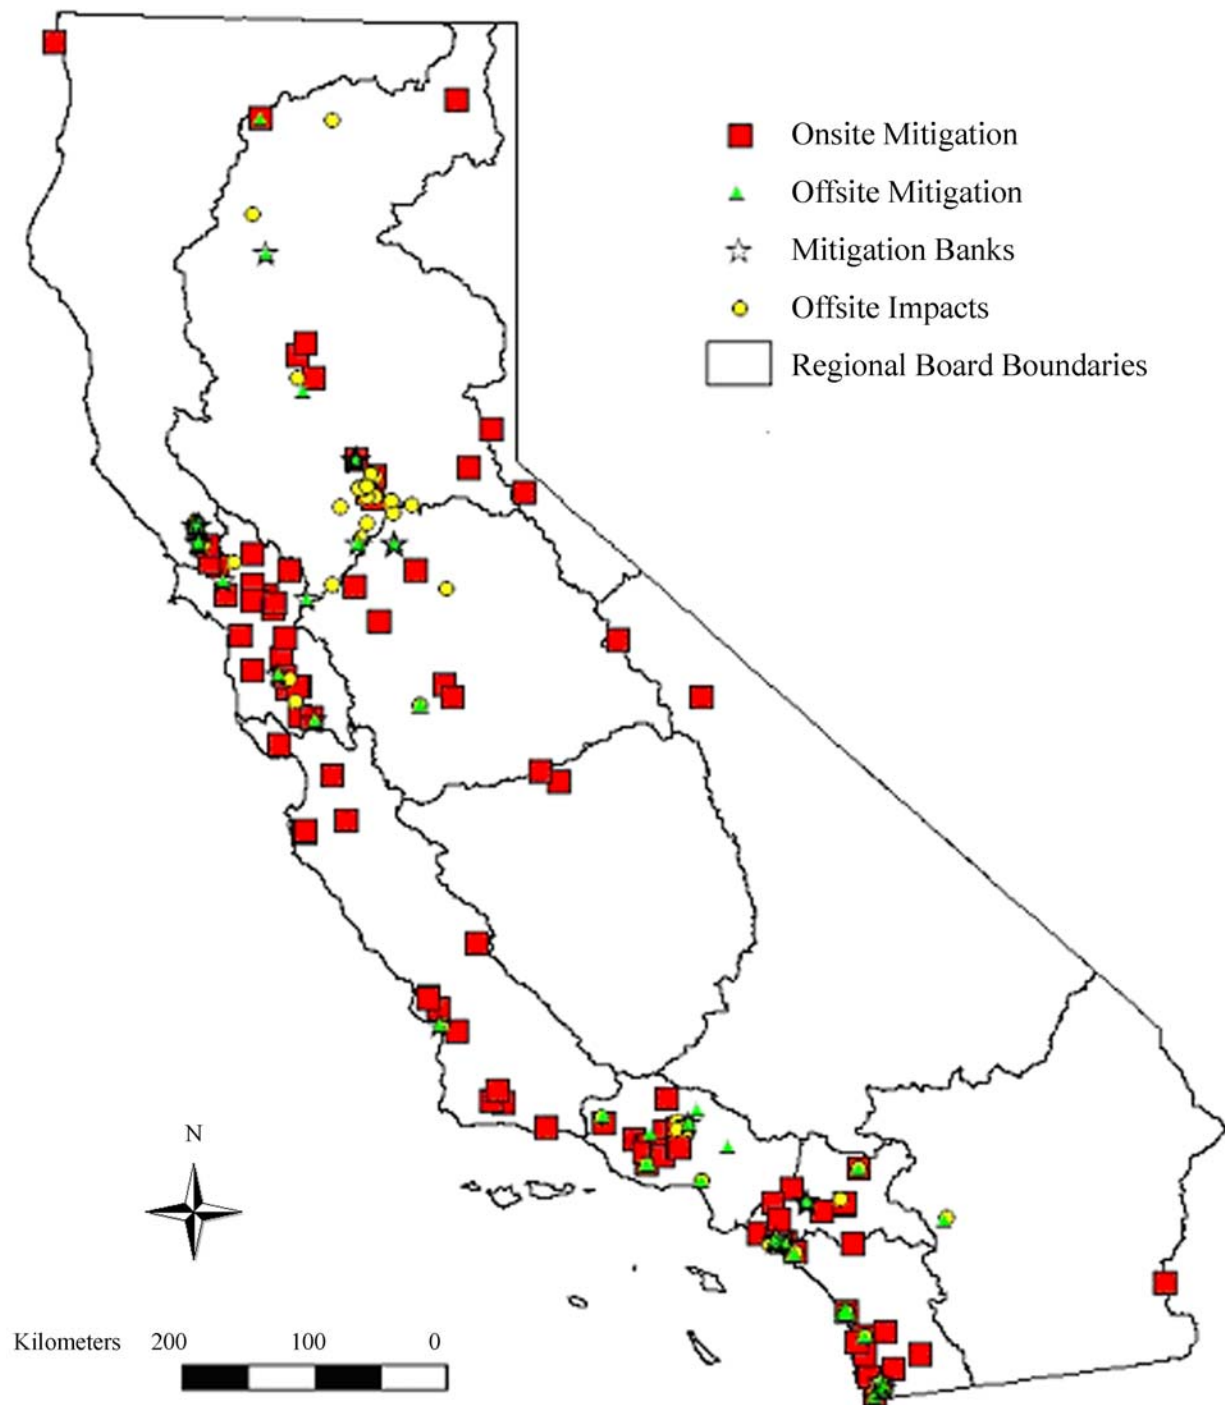 Onsite Mitigation
Offsite Mitigation
Mitigation Banks
Offsite Impacts
Regional Board Boundaries
N
Kilometers 200 100 0